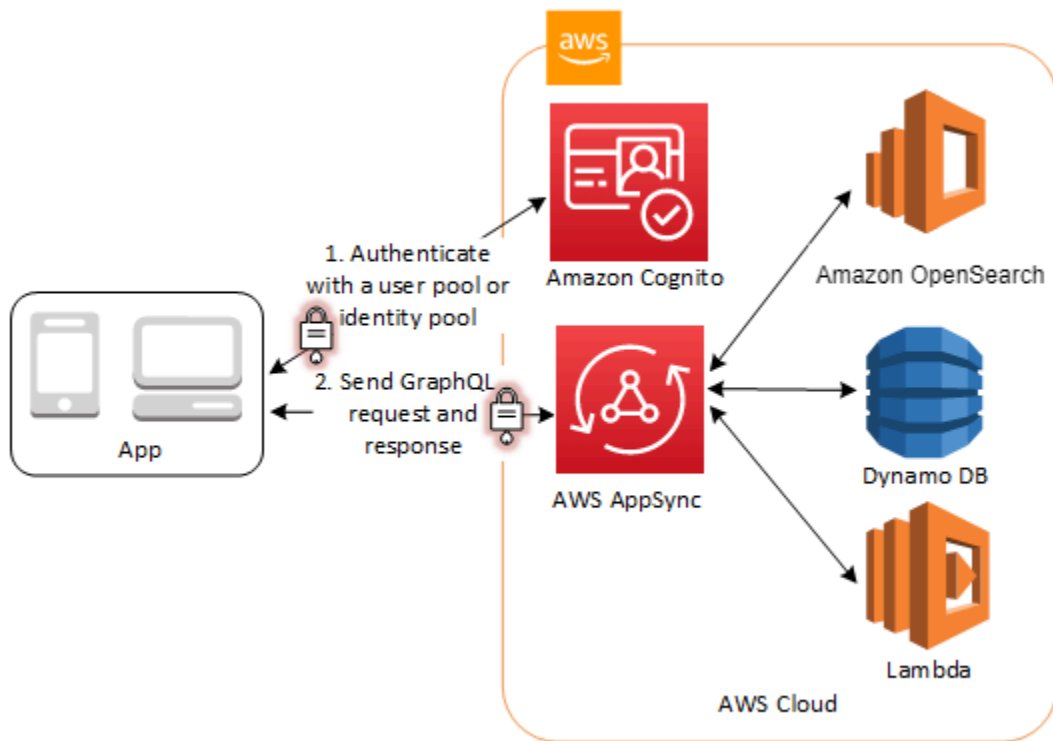 aws
1. Authenticate
with a user pool or
identity pool
Amazon Cognito
Amazon OpenSearch
2. Send GraphQL
request and
response
App
AWS AppSync
Dynamo DB
Lambda
AWS Cloud